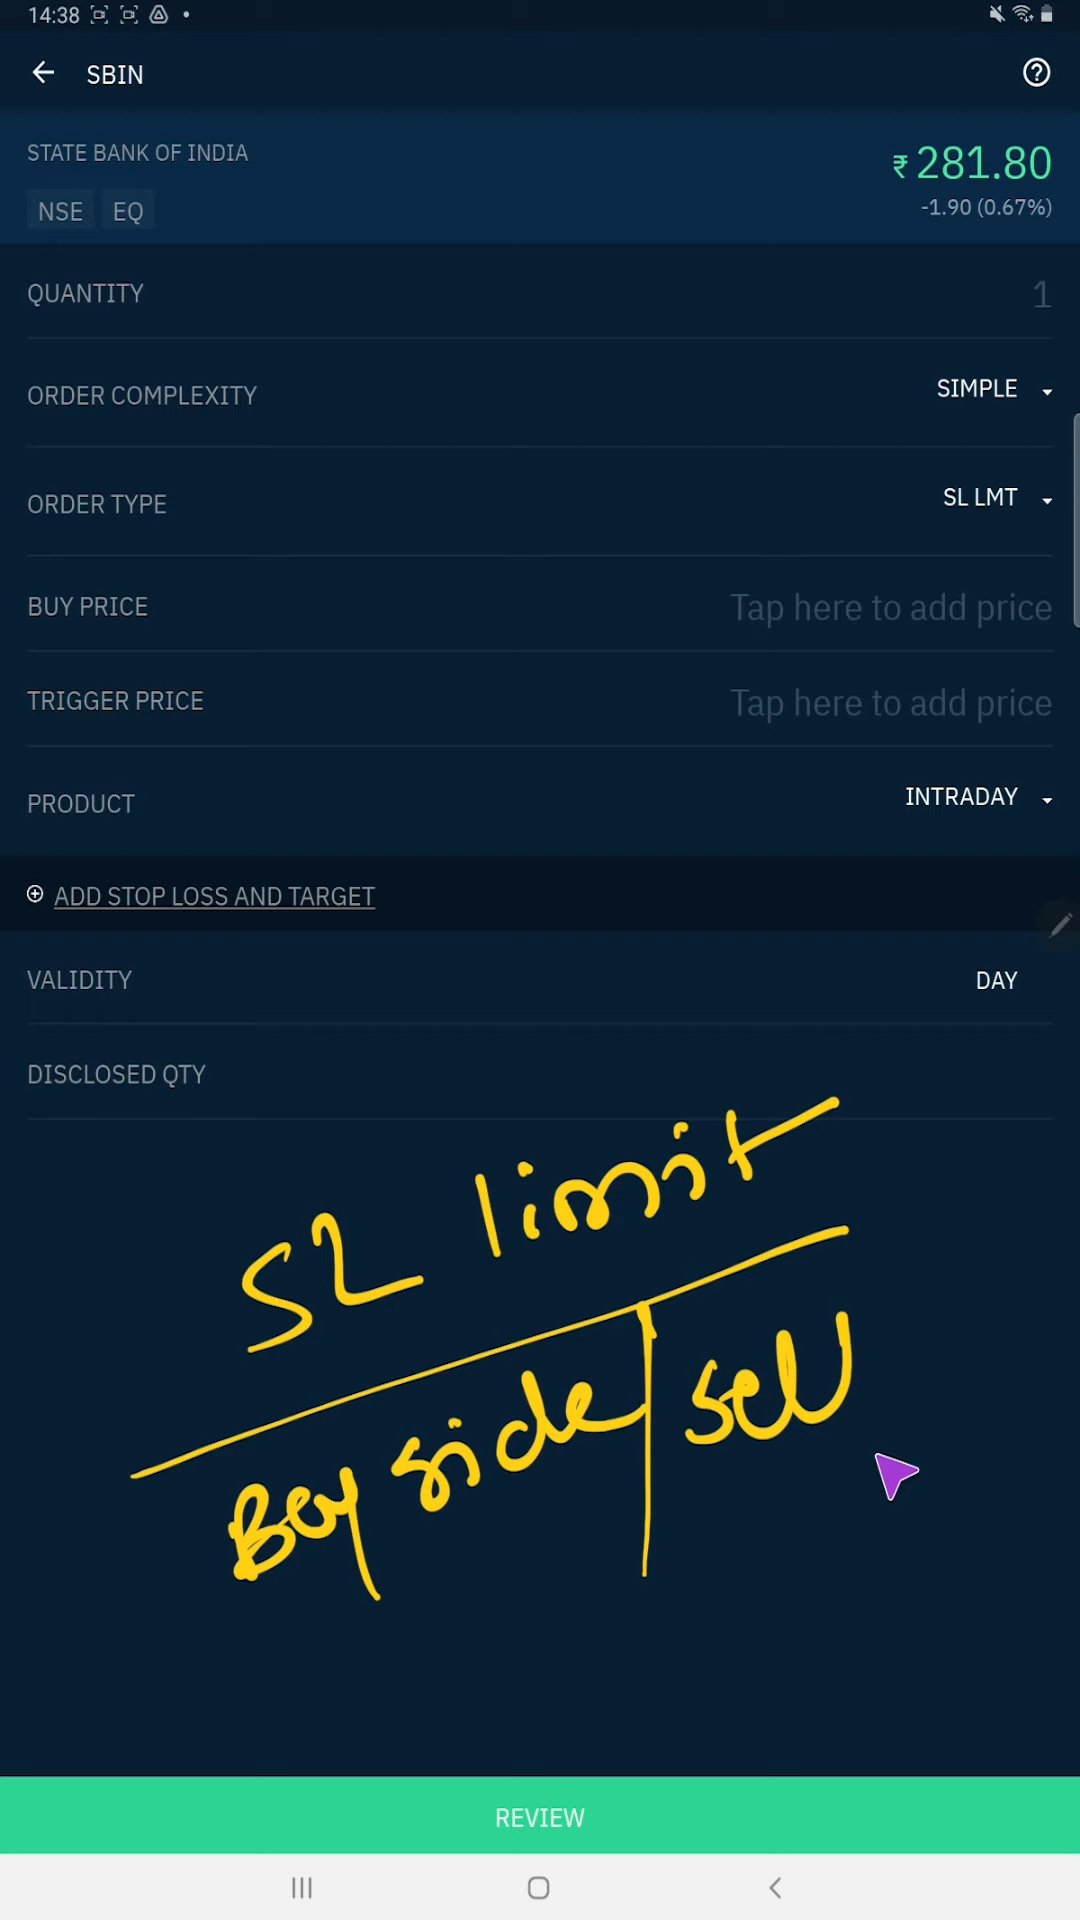 14:38
SBIN
STATE BANK OF INDIA
₹ 281.80
NSE EQ
-1.90 (0.67%)
QUANTITY 1
ORDER COMPLEXITY SIMPLE
ORDER TYPE SL LMT
BUY PRICE Tap here to add price
TRIGGER PRICE Tap here to add price
PRODUCT INTRADAY
ADD STOP LOSS AND TARGET
VALIDITY DAY
DISCLOSED QTY
SL limit
Buy side | sell
REVIEW